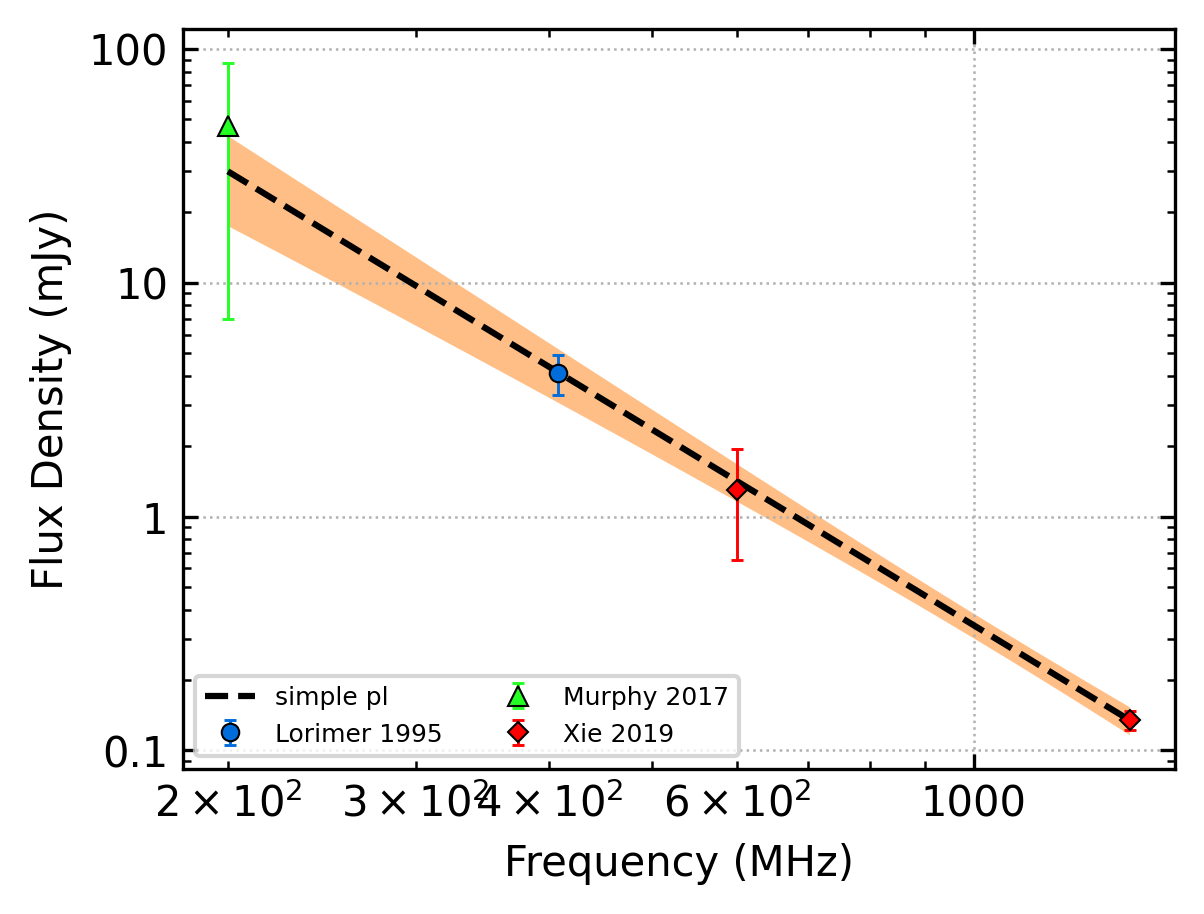 Flux Density (mJy)
100
10
1
0.1
simple pl
Lorimer 1995
Murphy 2017
Xie 2019
2 × 10² 3 × 10² 4 × 10² 6 × 10² 1000
Frequency (MHz)